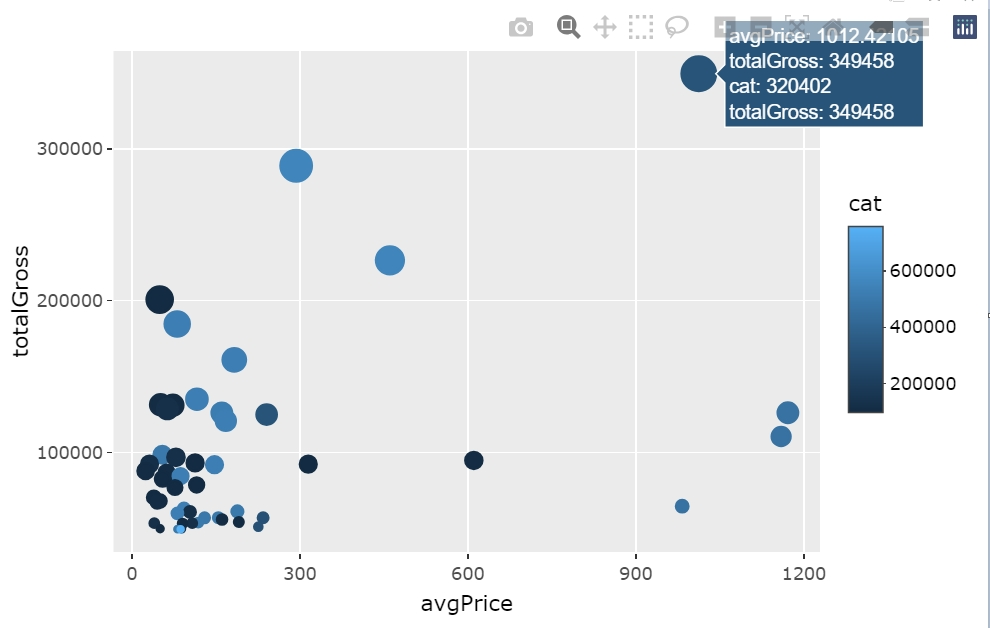 avgPrice: 1012.42105
totalGross: 349458
cat: 320402
totalGross: 349458
totalGross
300000
200000
100000
0
300
600
900
1200
avgPrice
cat
600000
400000
200000